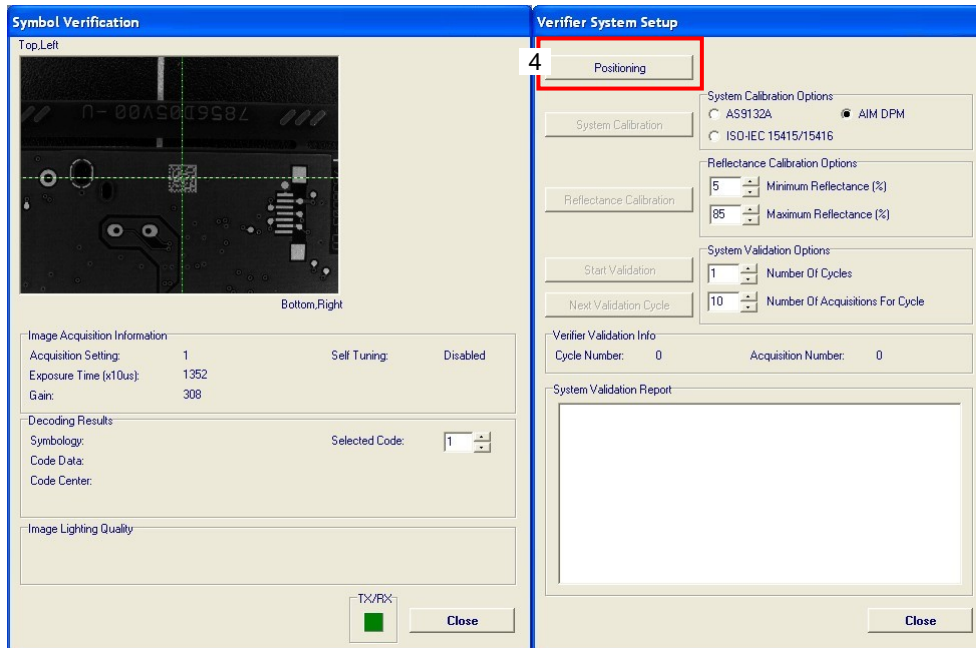 Symbol Verification
Top,Left
7856D05V00 -U
Bottom,Right
Image Acquisition Information
Acquisition Setting: 1 Self Tuning: Disabled
Exposure Time (x10us): 1352
Gain: 308
Decoding Results
Symbology: Selected Code: 1
Code Data:
Code Center:
Image Lighting Quality
TX/RX
Close
Verifier System Setup
4
Positioning
System Calibration
System Calibration Options
AS9132A AIM DPM
ISO-IEC 15415/15416
Reflectance Calibration
Reflectance Calibration Options
5 Minimum Reflectance (%)
85 Maximum Reflectance (%)
Start Validation
Next Validation Cycle
System Validation Options
1 Number Of Cycles
10 Number Of Acquisitions For Cycle
Verifier Validation Info
Cycle Number: 0 Acquisition Number: 0
System Validation Report
Close